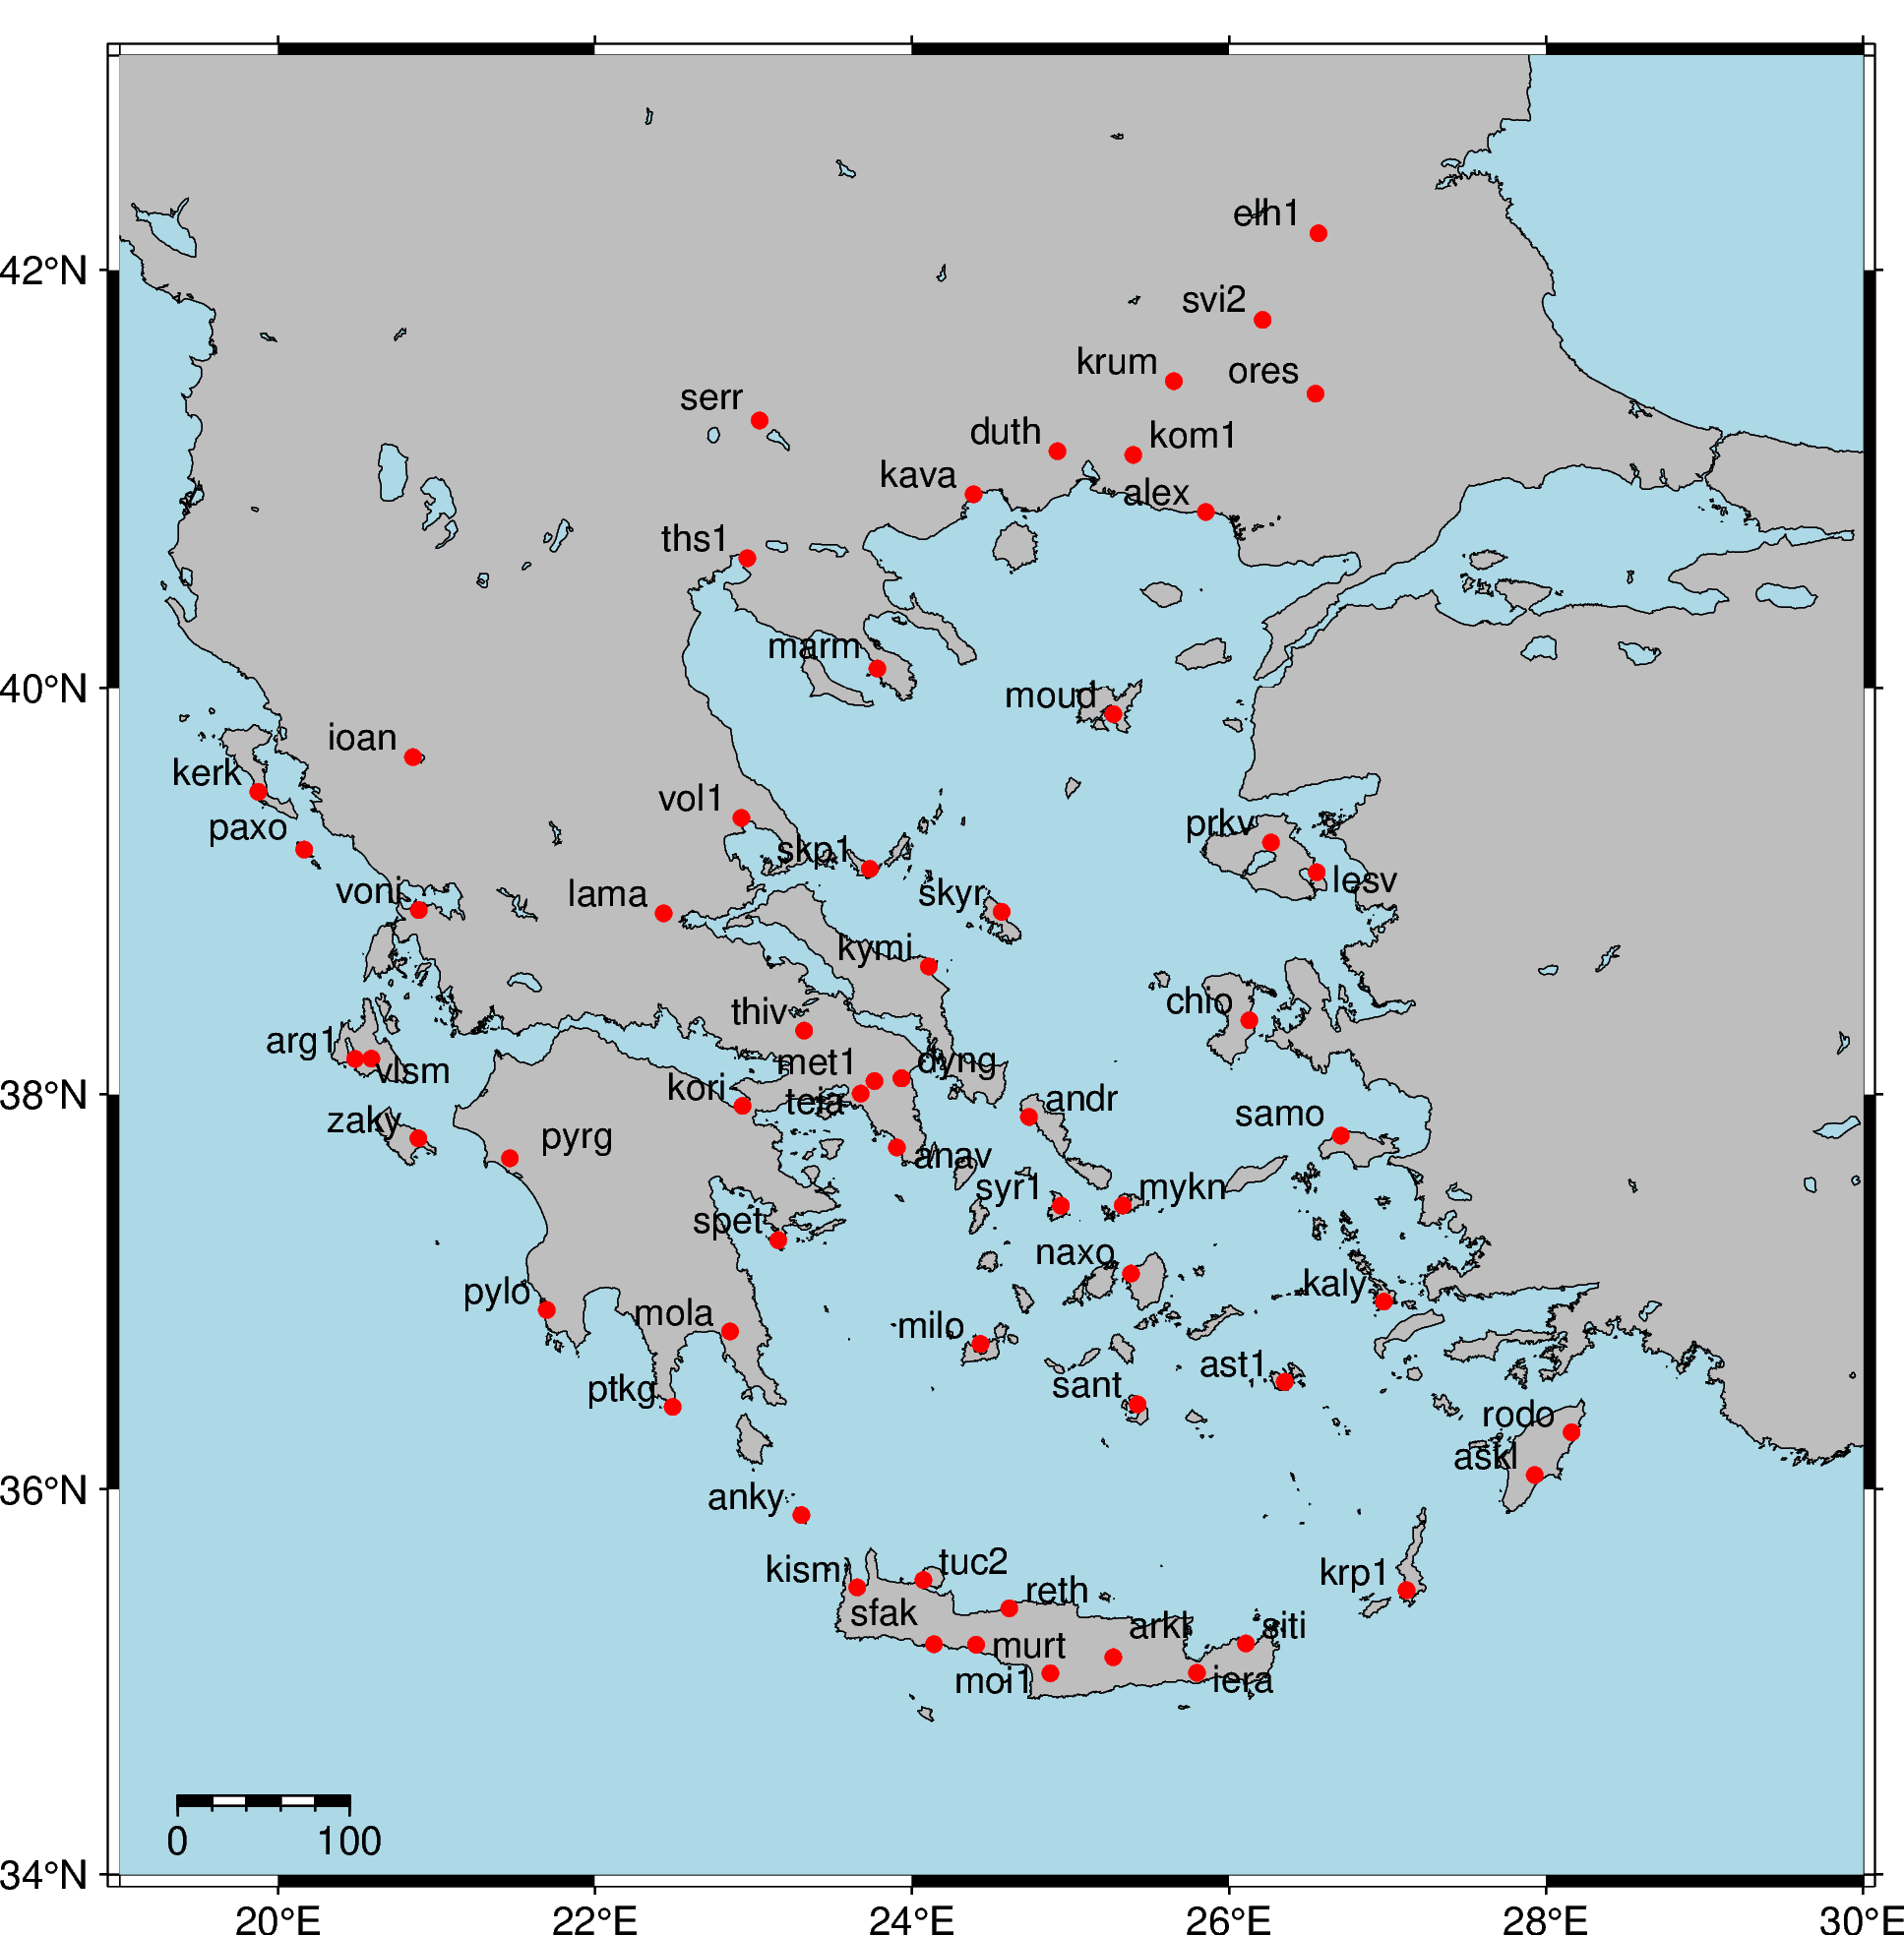 elh1
42°N
svi2
krum
ores
serr
duth
kom1
kava
alex
ths1
marm
40°N
moud
ioan
kerk
vol1
paxo
prkv
skp1
lesv
voni
lama
skyr
kymi
chio
thiv
arg1
met1
dyng
vlsm
kori
38°N
teia
andr
zaky
samo
pyrg
anav
syr1
mykn
spet
naxo
kaly
pylo
mola
milo
ast1
sant
ptkg
rodo
askl
36°N
anky
kism
tuc2
krp1
reth
sfak
arkl
siti
murt
moi1
iera
0 100
34°N
20°E 22°E 24°E 26°E 28°E 30°E